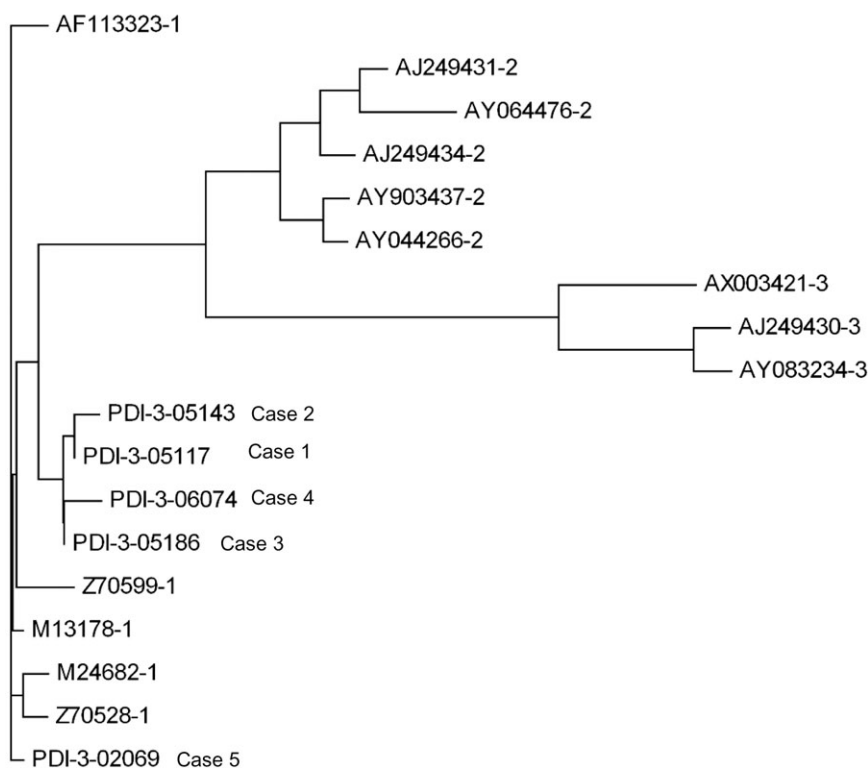 AF113323-1
AJ249431-2
AY064476-2
AJ249434-2
AY903437-2
AY044266-2
AX003421-3
AJ249430-3
AY083234-3
PDI-3-05143 Case 2
PDI-3-05117 Case 1
PDI-3-06074 Case 4
PDI-3-05186 Case 3
Z70599-1
M13178-1
M24682-1
Z70528-1
PDI-3-02069 Case 5